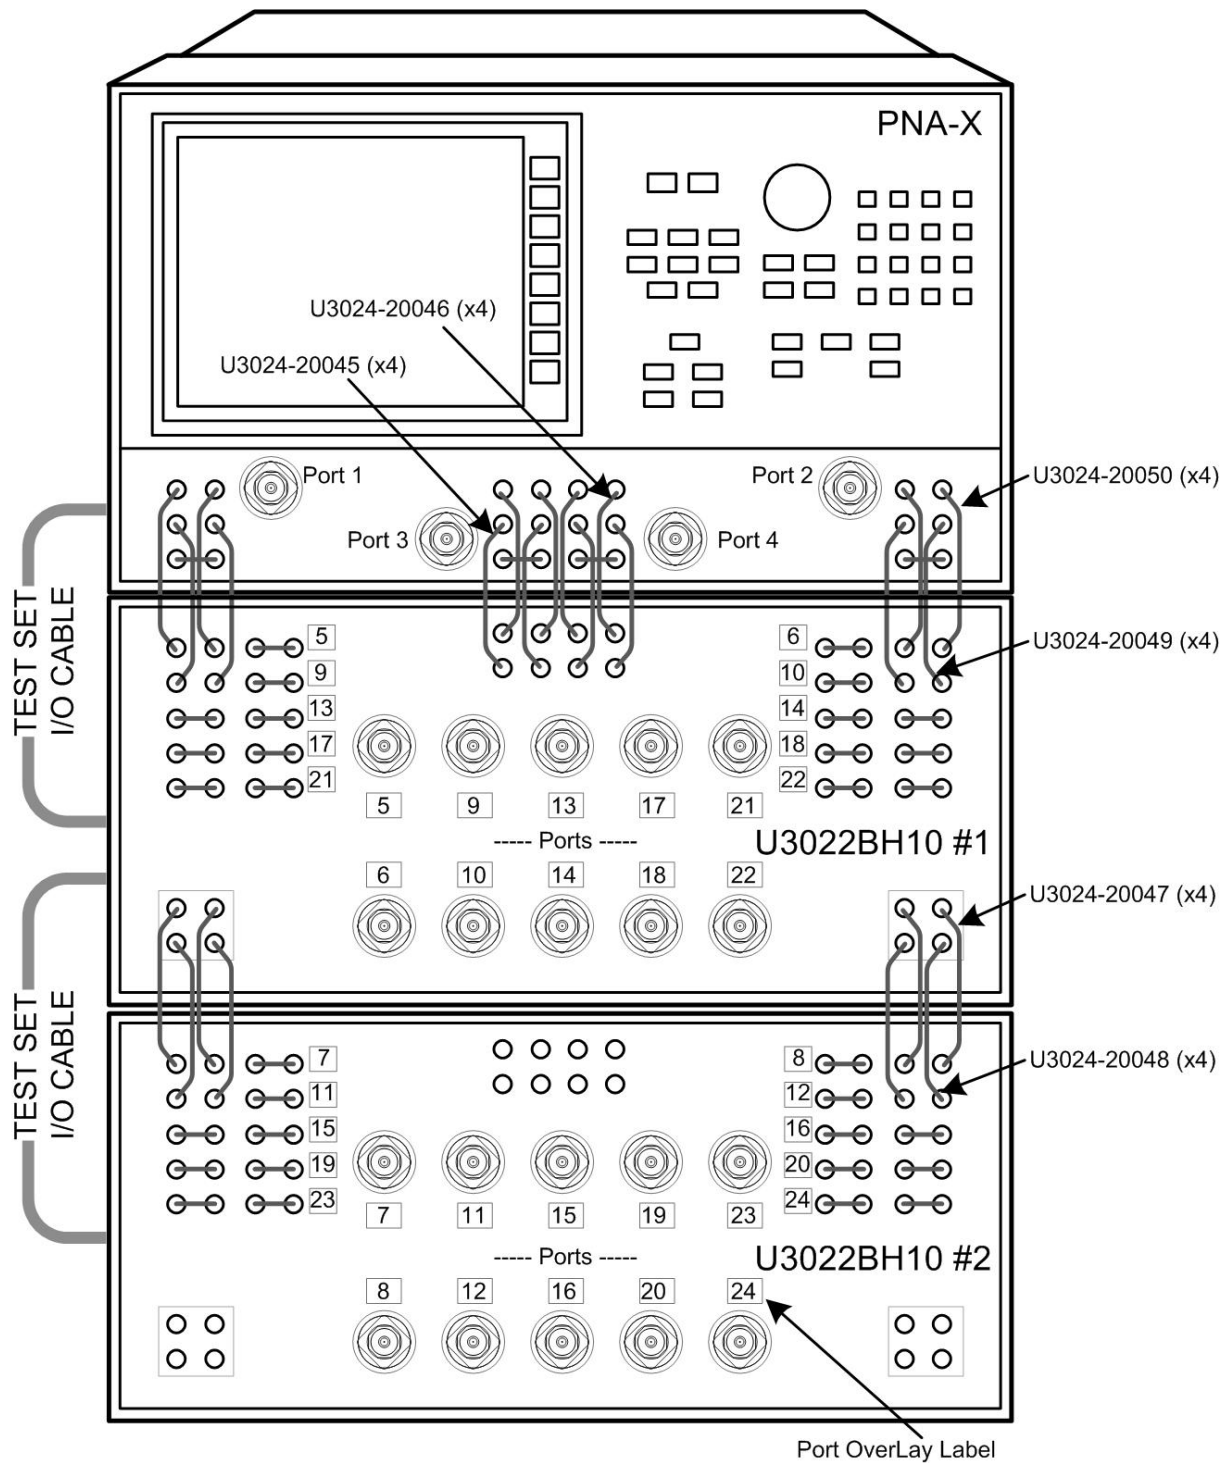 PNA-X
U3024-20046 (x4)
U3024-20045 (x4)
Port 1
Port 2
U3024-20050 (x4)
Port 3
Port 4
TEST SET
I/O CABLE
5
6
U3024-20049 (x4)
9
10
13
14
17
18
21
22
5
9
13
17
21
----- Ports -----
U3022BH10 #1
6
10
14
18
22
U3024-20047 (x4)
TEST SET
I/O CABLE
7
8
U3024-20048 (x4)
11
12
15
16
19
20
23
24
7
11
15
19
23
----- Ports -----
U3022BH10 #2
8
12
16
20
24
Port OverLay Label